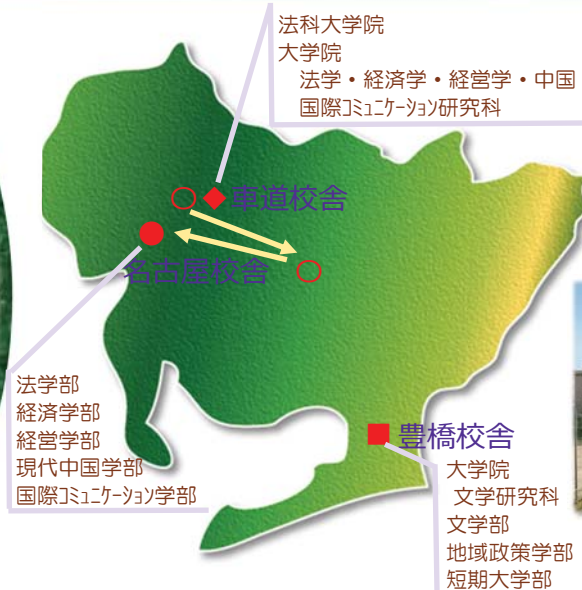 法科大学院
大学院
法学・経済学・経営学・中国
国際コミュニケーション研究科
車道校舎
名古屋校舎
法学部
経済学部
経営学部
現代中国学部
国際コミュニケーション学部
豊橋校舎
大学院
文学研究科
文学部
地域政策学部
短期大学部